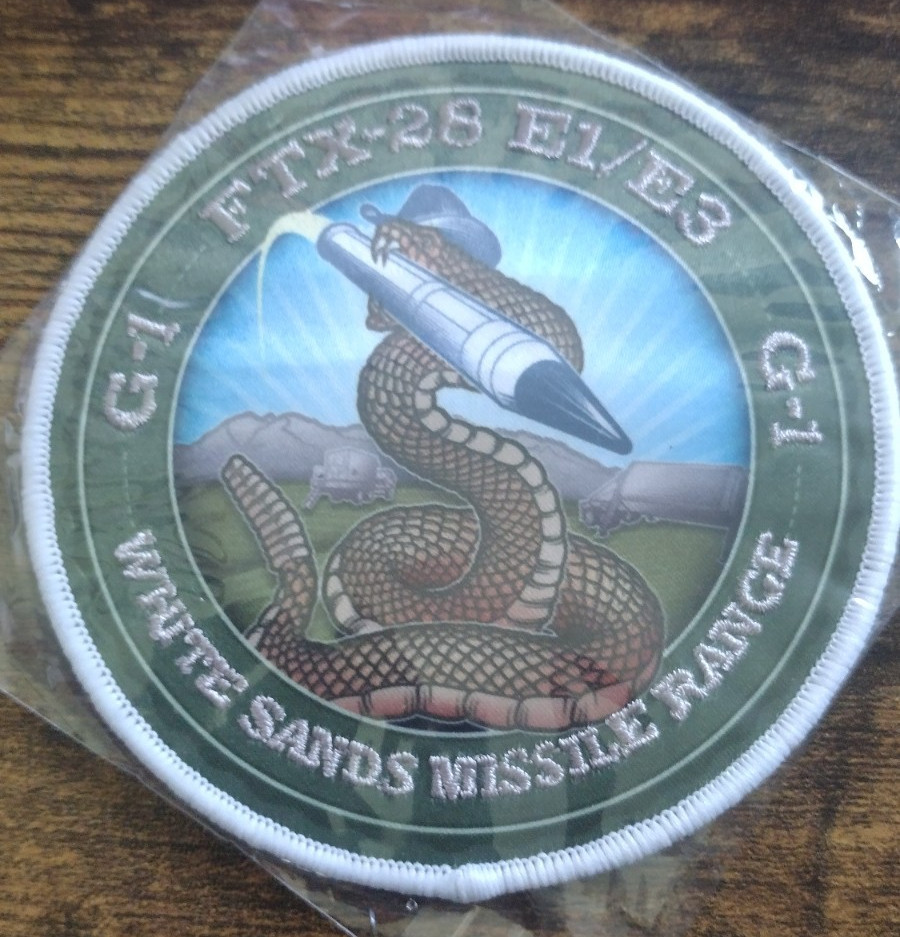 FTX-28 E1/E3
G-1
G-1
WHITE SANDS MISSILE RANGE